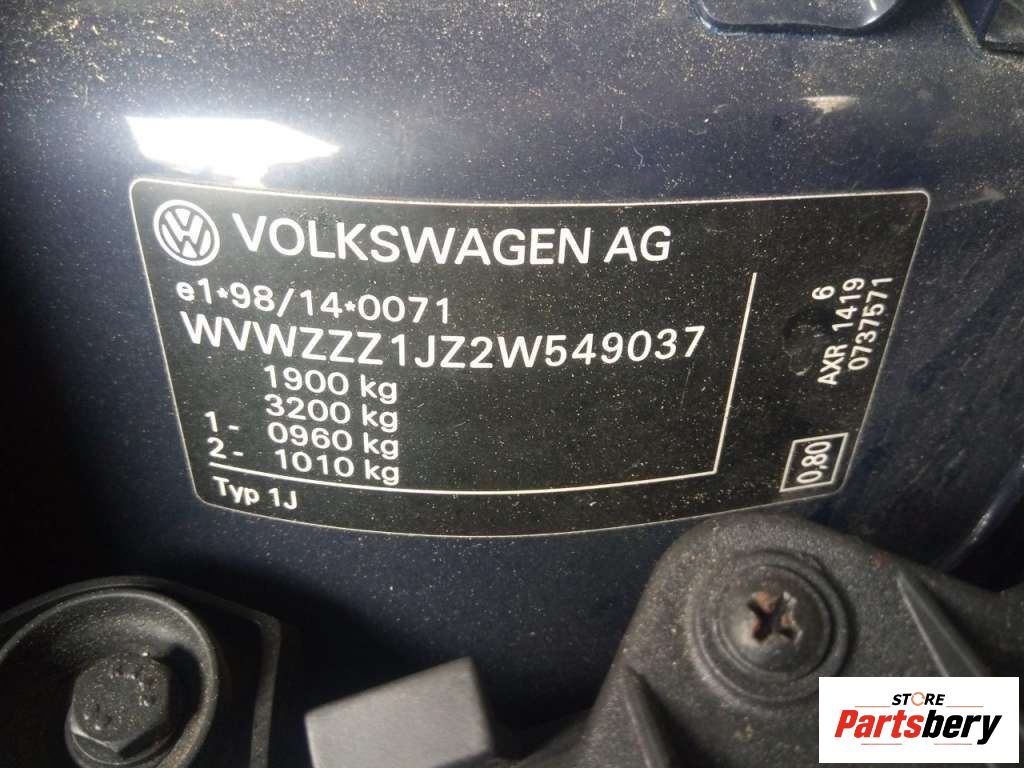 VOLKSWAGEN AG
e1*98/14*0071
WVWZZZ1JZ2W549037
1900 kg
3200 kg
1- 0960 kg
2- 1010 kg
Typ 1J
6
AXR 1419
0737571
0,80
STORE
Partsbery